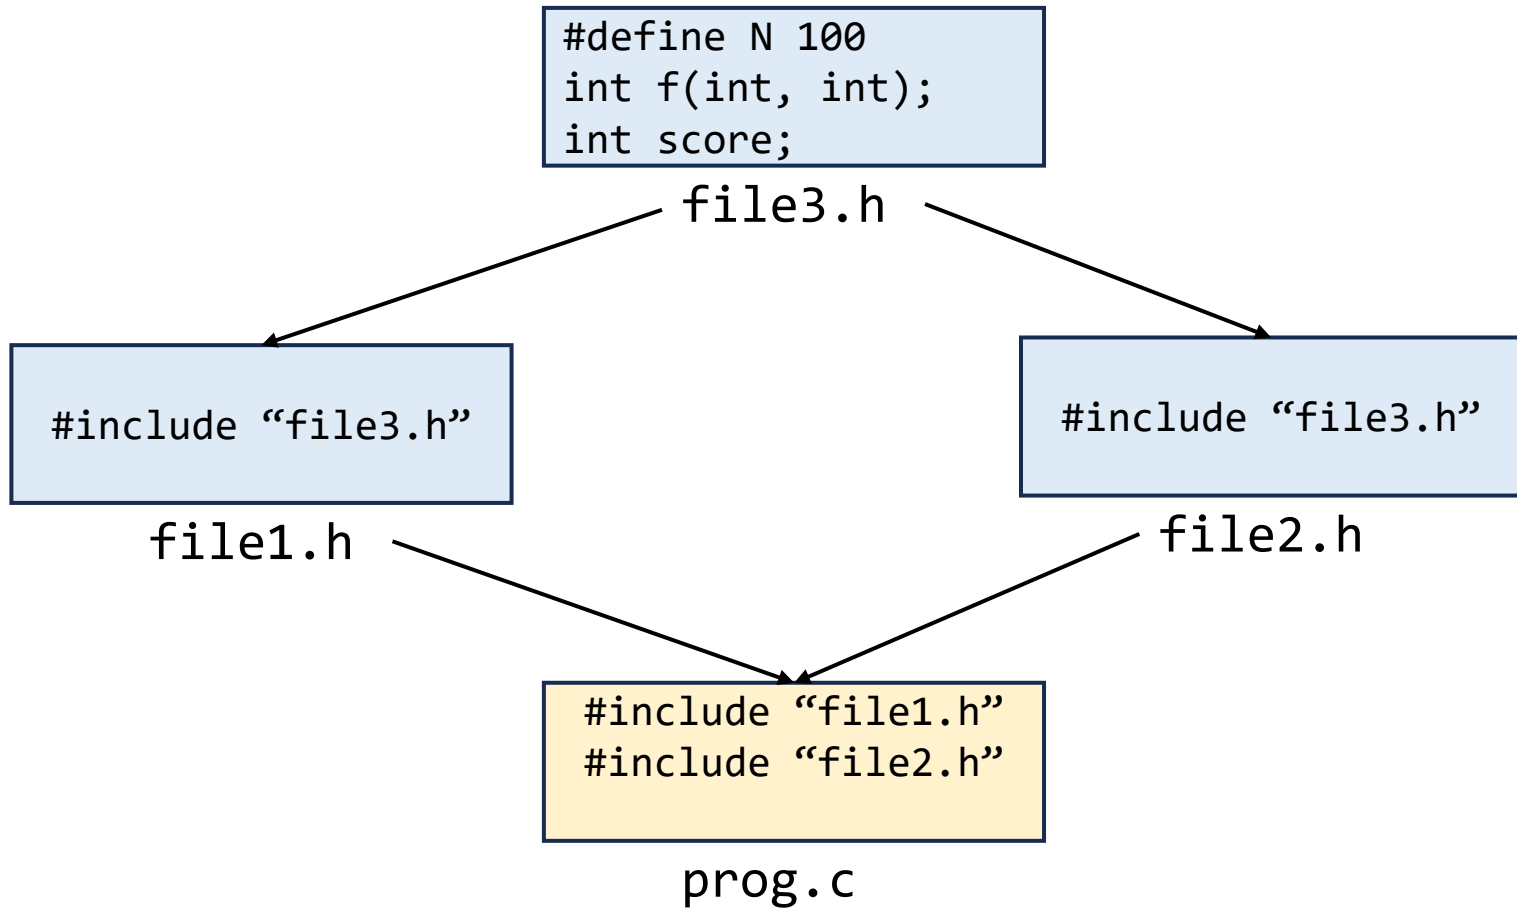 #define N 100
int f(int, int);
int score;
file3.h
#include “file3.h”
#include “file3.h”
file1.h
file2.h
#include “file1.h”
#include “file2.h”
prog.c